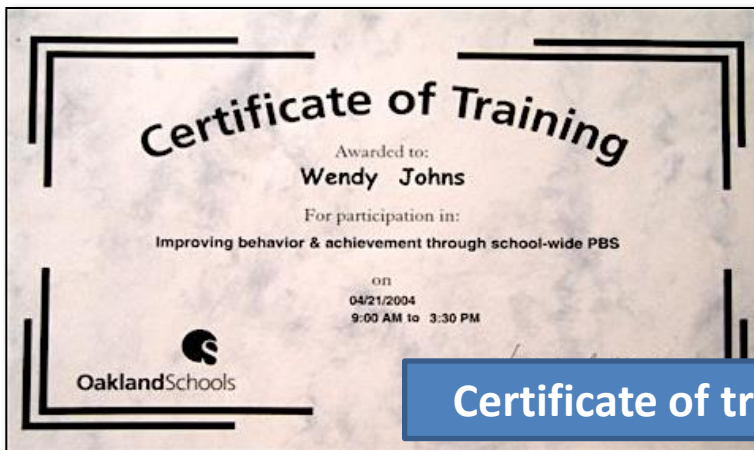 Certificate of Training
Awarded to:
Wendy Johns
For participation in:
Improving behavior & achievement through school-wide PBS
on
04/21/2004
9:00 AM to 3:30 PM
OaklandSchools
Certificate of tr